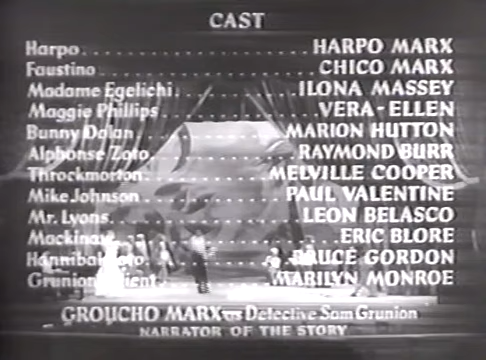 CAST
Harpo . . . . . . . . . . . . . . HARPO MARX
Faustino . . . . . . . . . . . . . CHICO MARX
Madame Egelichi . . . . . . . . ILONA MASSEY
Maggie Phillips . . . . . . . . . VERA-ELLEN
Bunny Dolan . . . . . . . . MARION HUTTON
Alphonse Zoto . . . . . . . . RAYMOND BURR
Throckmorton . . . . . . MELVILLE COOPER
Mike Johnson . . . . . . . . PAUL VALENTINE
Mr. Lyons . . . . . . . . . . . LEON BELASCO
Mackinaw . . . . . . . . . . . . . ERIC BLORE
Hannibal Zoto . . . . . . . . BRUCE GORDON
Grunion Client . . . . . . MARILYN MONROE
GROUCHO MARX as Detective Sam Grunion
NARRATOR OF THE STORY